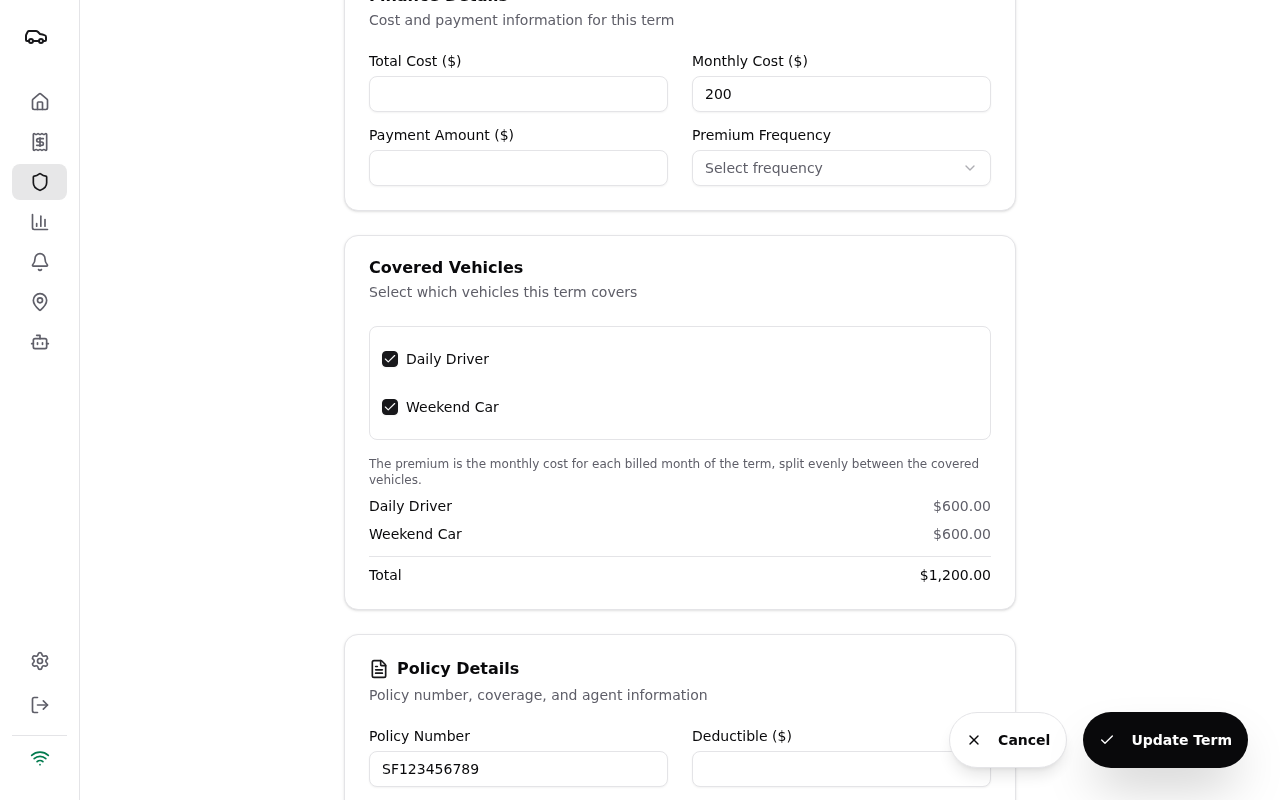 Cost and payment information for this term
Total Cost ($)
Monthly Cost ($)
200
Payment Amount ($)
Premium Frequency
Select frequency
Covered Vehicles
Select which vehicles this term covers
Daily Driver
Weekend Car
The premium is the monthly cost for each billed month of the term, split evenly between the covered
vehicles.
Daily Driver $600.00
Weekend Car $600.00
Total $1,200.00
Policy Details
Policy number, coverage, and agent information
Policy Number
Deductible ($)
SF123456789
Cancel
Update Term